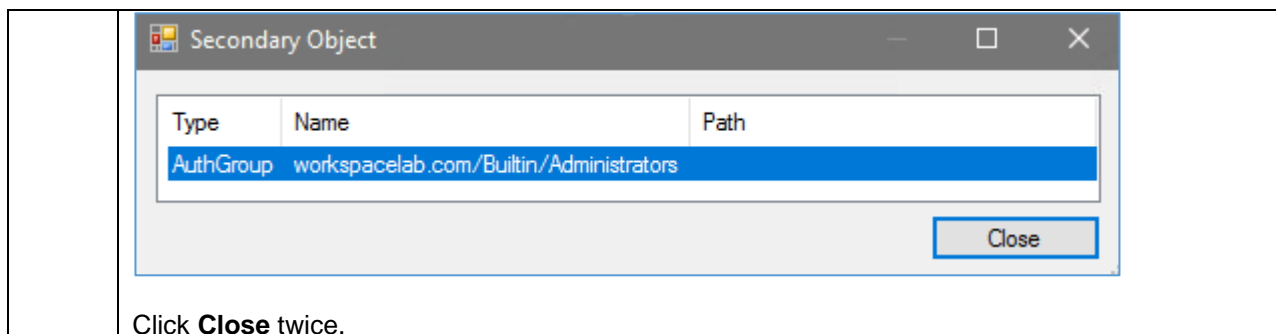 Secondary Object
Type Name Path
AuthGroup workspacelab.com/Builtin/Administrators
Close
Click Close twice.